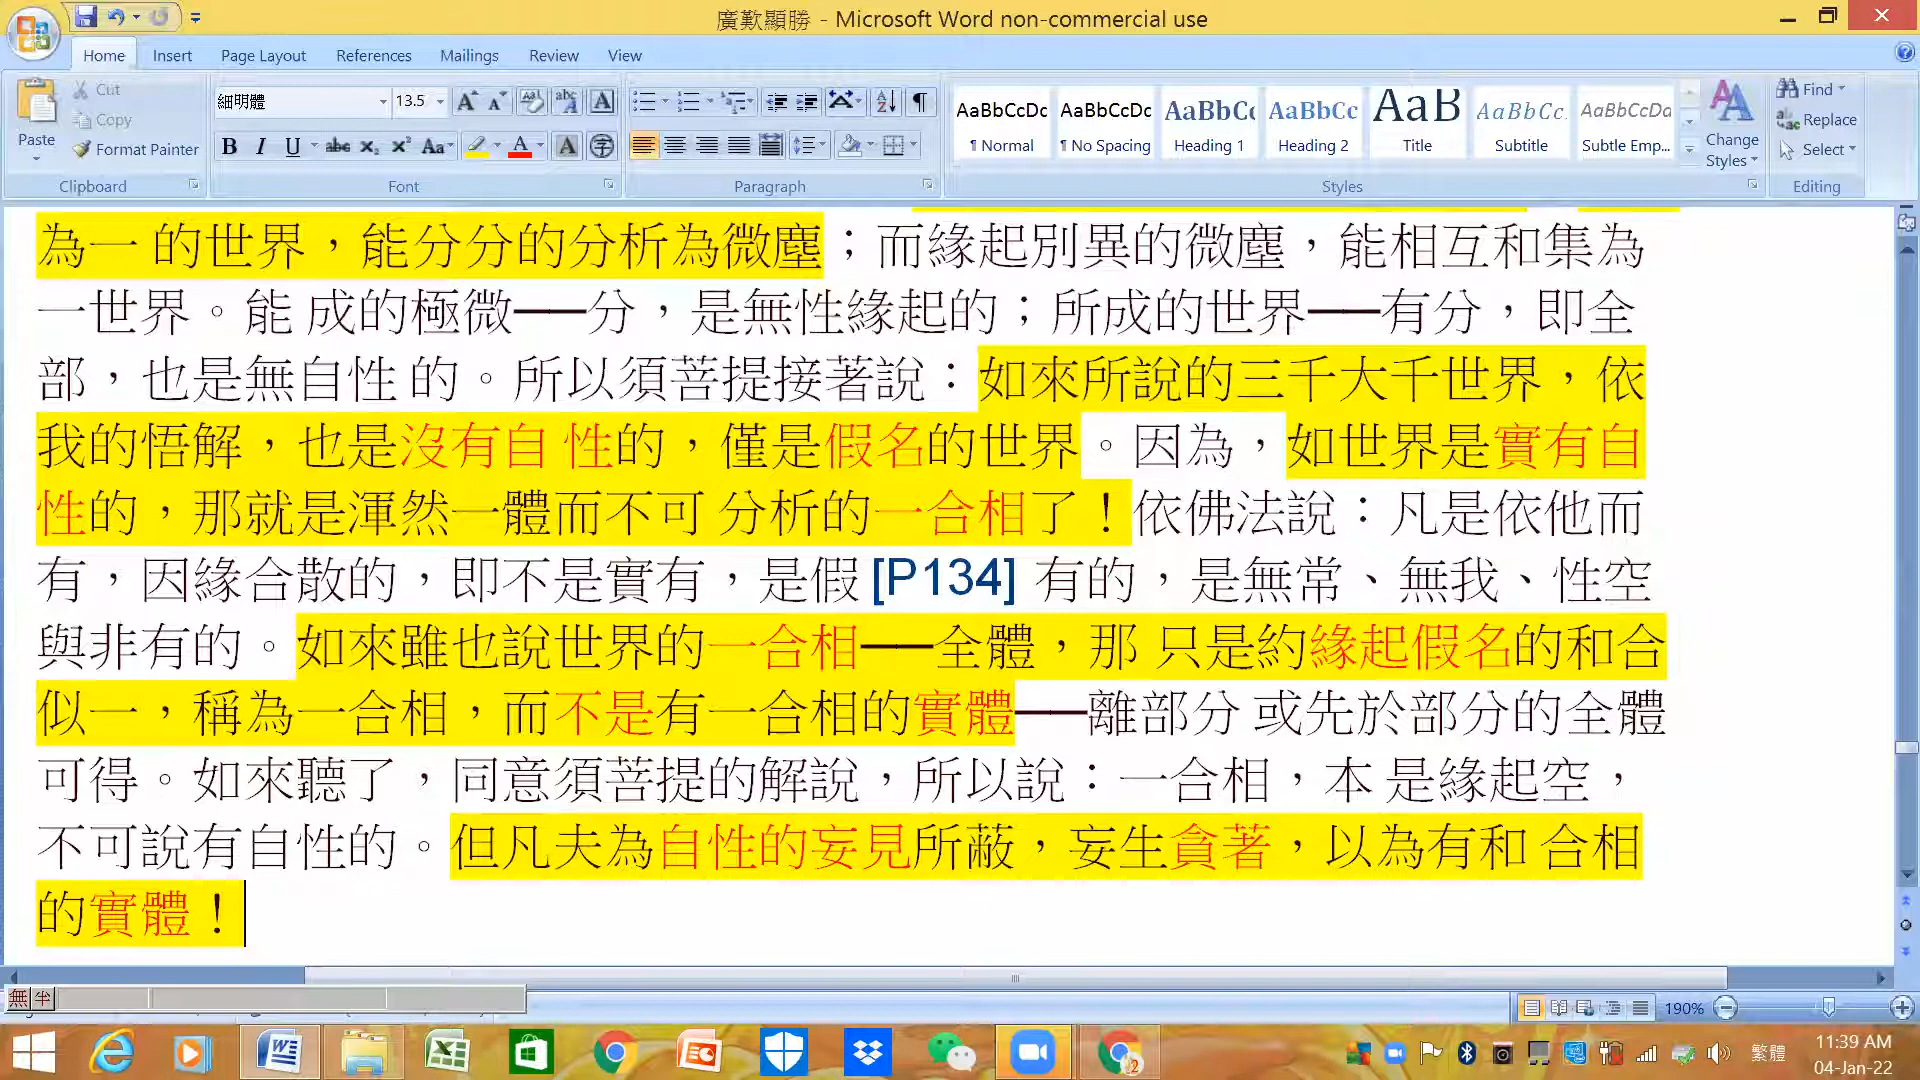 廣歎顯勝 - Microsoft Word non-commercial use
Home Insert Page Layout References Mailings Review View
Paste
Cut
Copy
Format Painter
Clipboard
細明體 13.5
Font
Paragraph
AaBbCcDc AaBbCcDc AaBbCc AaBbCc AaB AaBbCc. AaBbCcDa
¶ Normal ¶ No Spacing Heading 1 Heading 2 Title Subtitle Subtle Emp...
Change Styles
Styles
Find
Replace
Select
Editing
為一 的世界，能分分的分析為微塵；而緣起別異的微塵，能相互和集為
一世界。能 成的極微──分，是無性緣起的；所成的世界──有分，即全
部，也是無自性 的。所以須菩提接著說：如來所說的三千大千世界，依
我的悟解，也是沒有自 性的，僅是假名的世界。因為，如世界是實有自
性的，那就是渾然一體而不可 分析的一合相了！依佛法說：凡是依他而
有，因緣合散的，即不是實有，是假 [P134] 有的，是無常、無我、性空
與非有的。如來雖也說世界的一合相──全體，那 只是約緣起假名的和合
似一，稱為一合相，而不是有一合相的實體──離部分 或先於部分的全體
可得。如來聽了，同意須菩提的解說，所以說：一合相，本 是緣起空，
不可說有自性的。但凡夫為自性的妄見所蔽，妄生貪著，以為有和 合相
的實體！
無 半
190%
繁體
11:39 AM
04-Jan-22